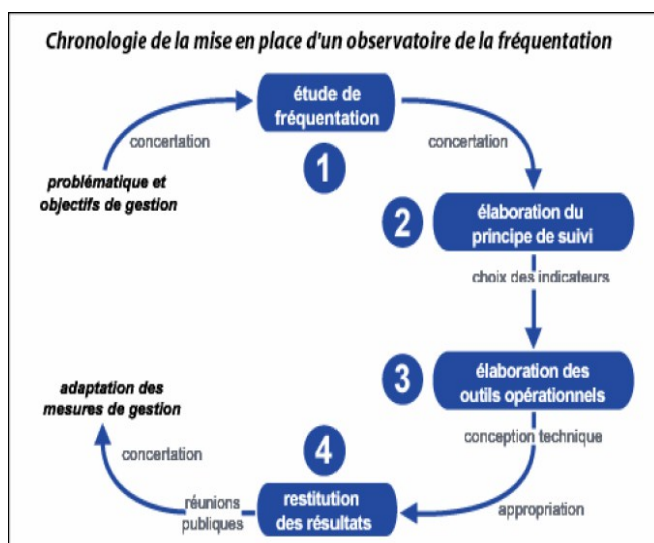 Chronologie de la mise en place d'un observatoire de la fréquentation
étude de
fréquentation
concertation
concertation
1
problématique et
objectifs de gestion
2
élaboration du
principe de suivi
choix des indicateurs
3
élaboration des
outils opérationnels
adaptation des
mesures de gestion
conception technique
4
concertation
réunions
publiques
restitution
des résultats
appropriation